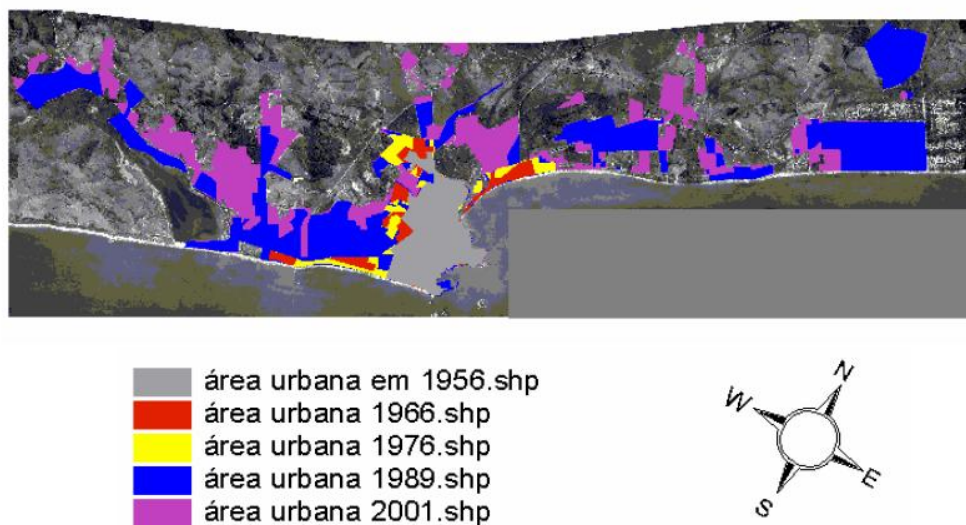 área urbana em 1956.shp
área urbana 1966.shp
área urbana 1976.shp
área urbana 1989.shp
área urbana 2001.shp
N
W
E
S